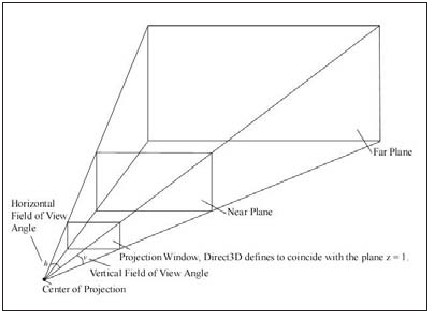 Far Plane
Near Plane
Horizontal
Field of View
Angle
Projection Window, Direct3D defines to coincide with the plane z = 1.
h
v
Vertical Field of View Angle
Center of Projection